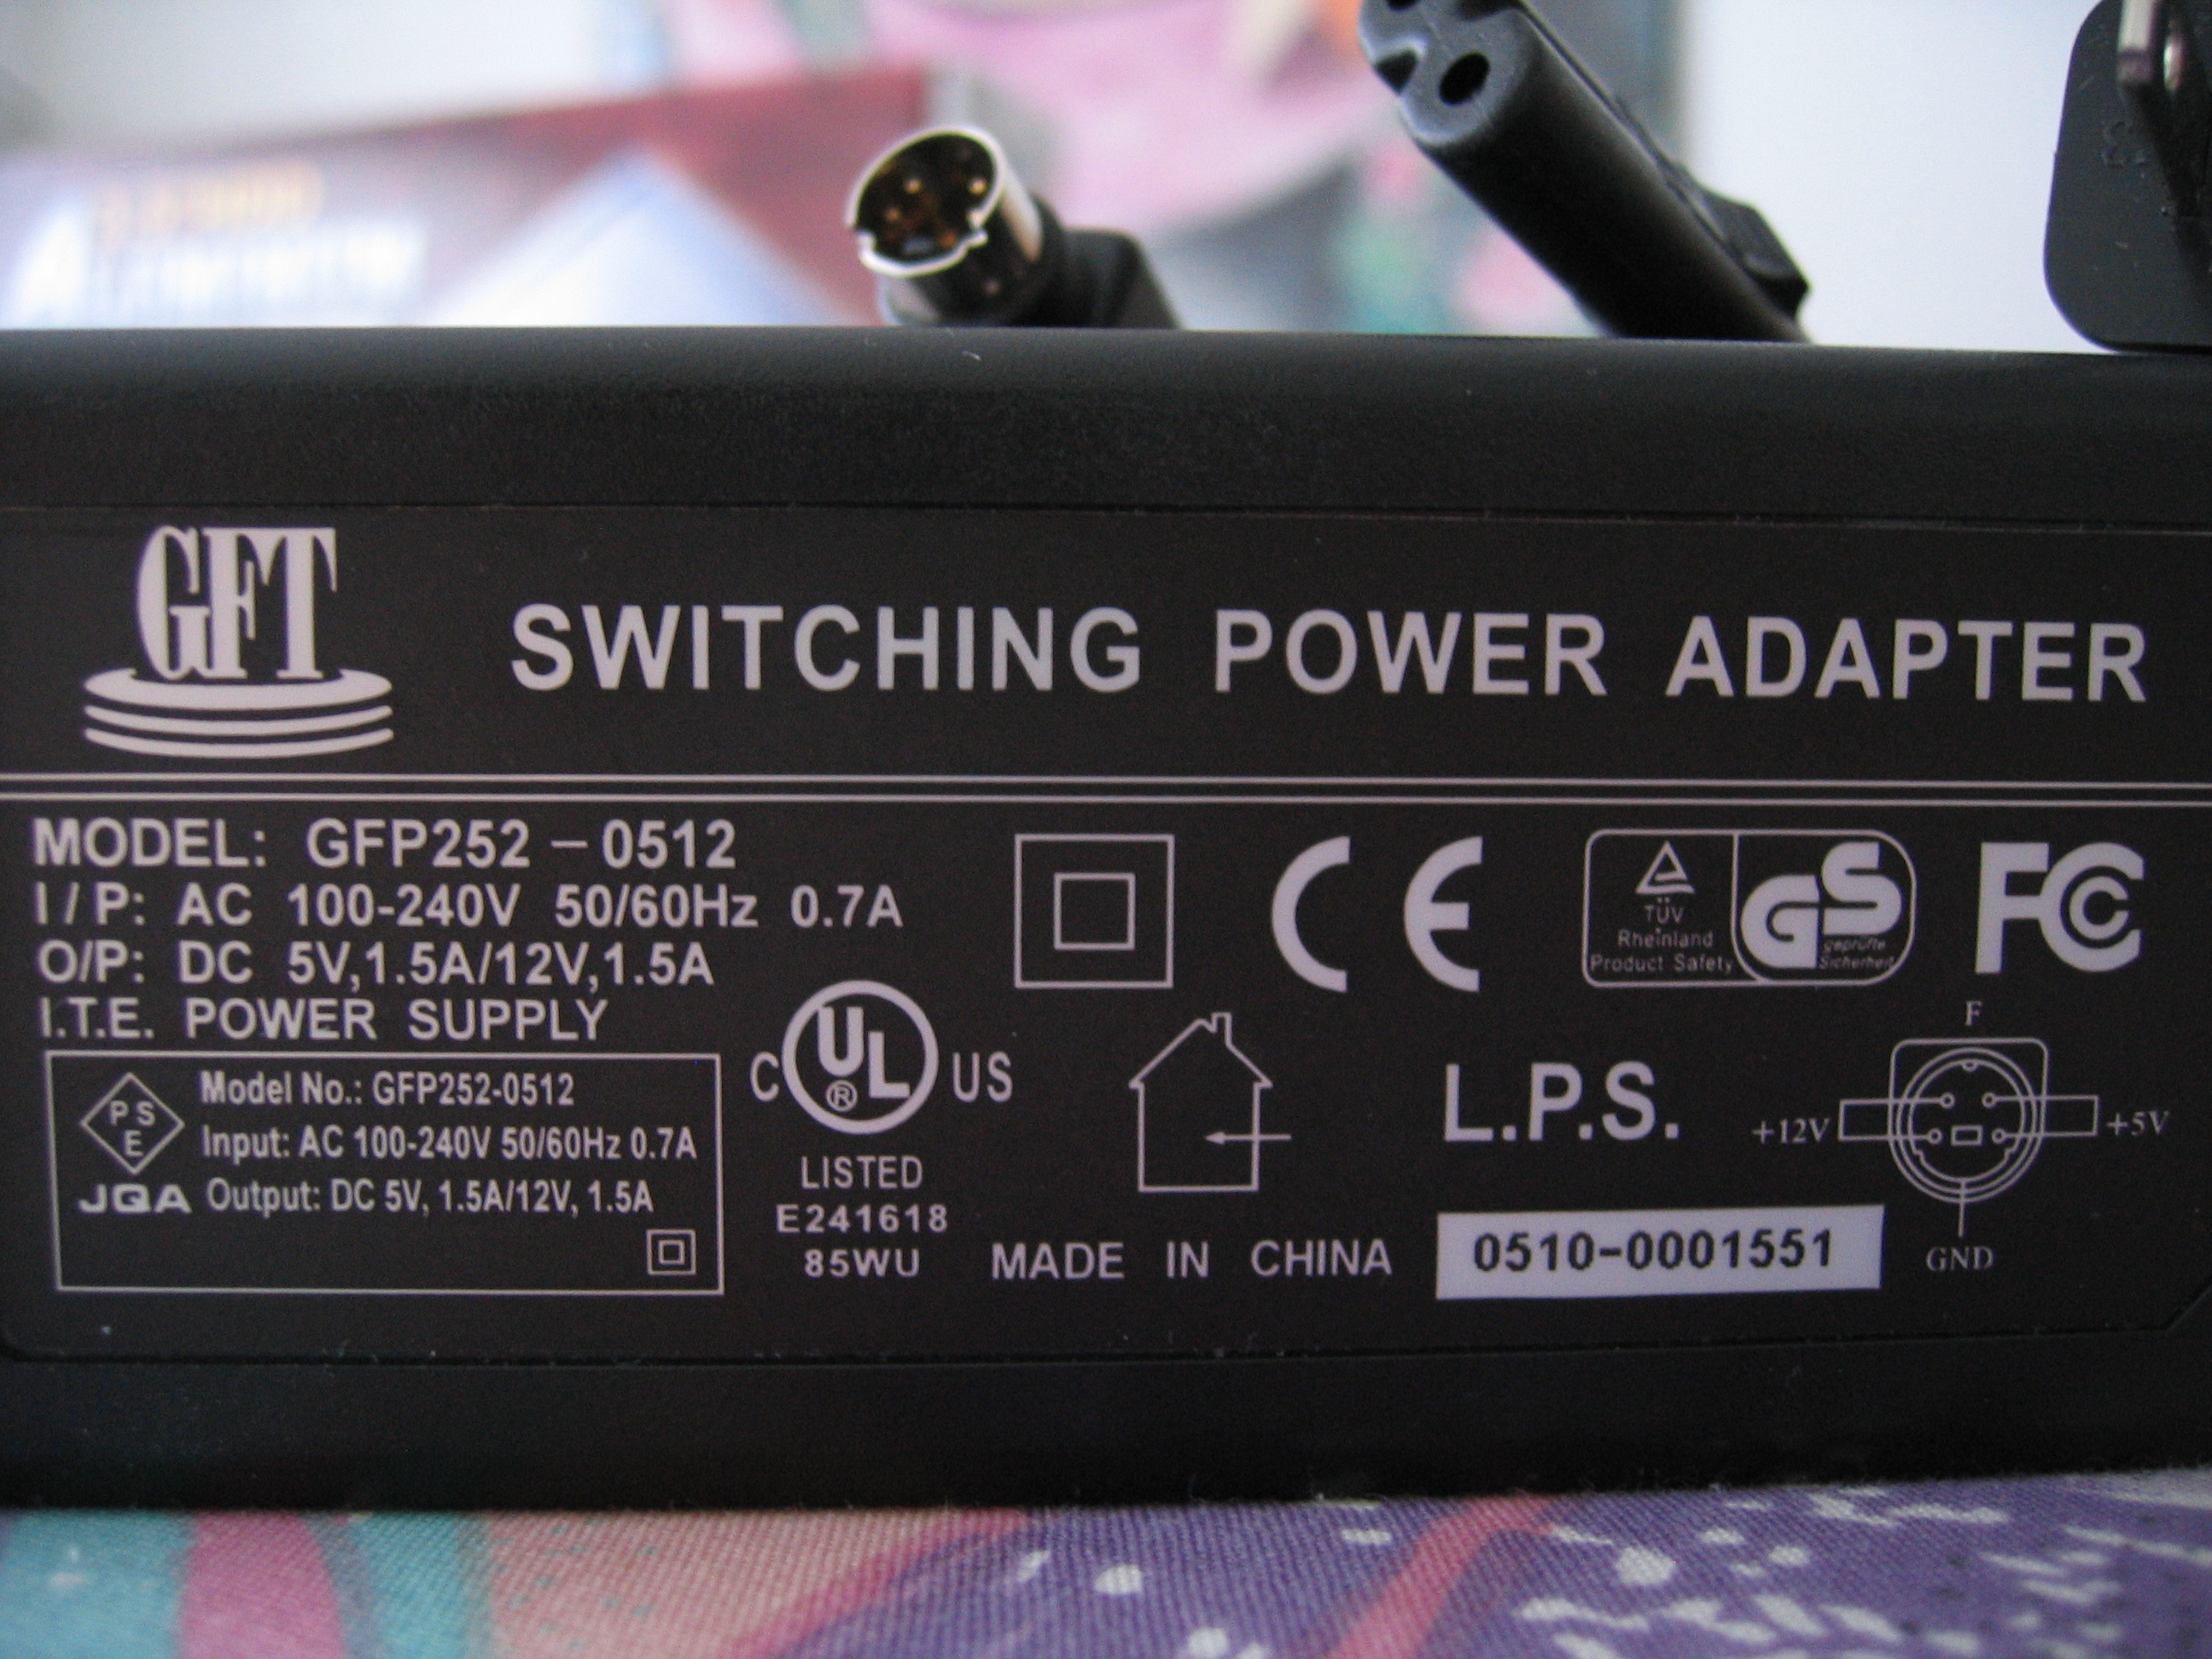 GFT
SWITCHING POWER ADAPTER
MODEL: GFP252-0512
I/P: AC 100-240V 50/60Hz 0.7A
O/P: DC 5V,1.5A/12V,1.5A
I.T.E. POWER SUPPLY
PSE
JQA
Model No.: GFP252-0512
Input: AC 100-240V 50/60Hz 0.7A
Output: DC 5V, 1.5A/12V, 1.5A
C UL® US
LISTED
E241618
85WU
CE
TÜV
Rheinland
Product Safety
GS
geprüfte
Sicherheit
FC
MADE IN CHINA
L.P.S.
0510-0001551
F
+12V
+5V
GND